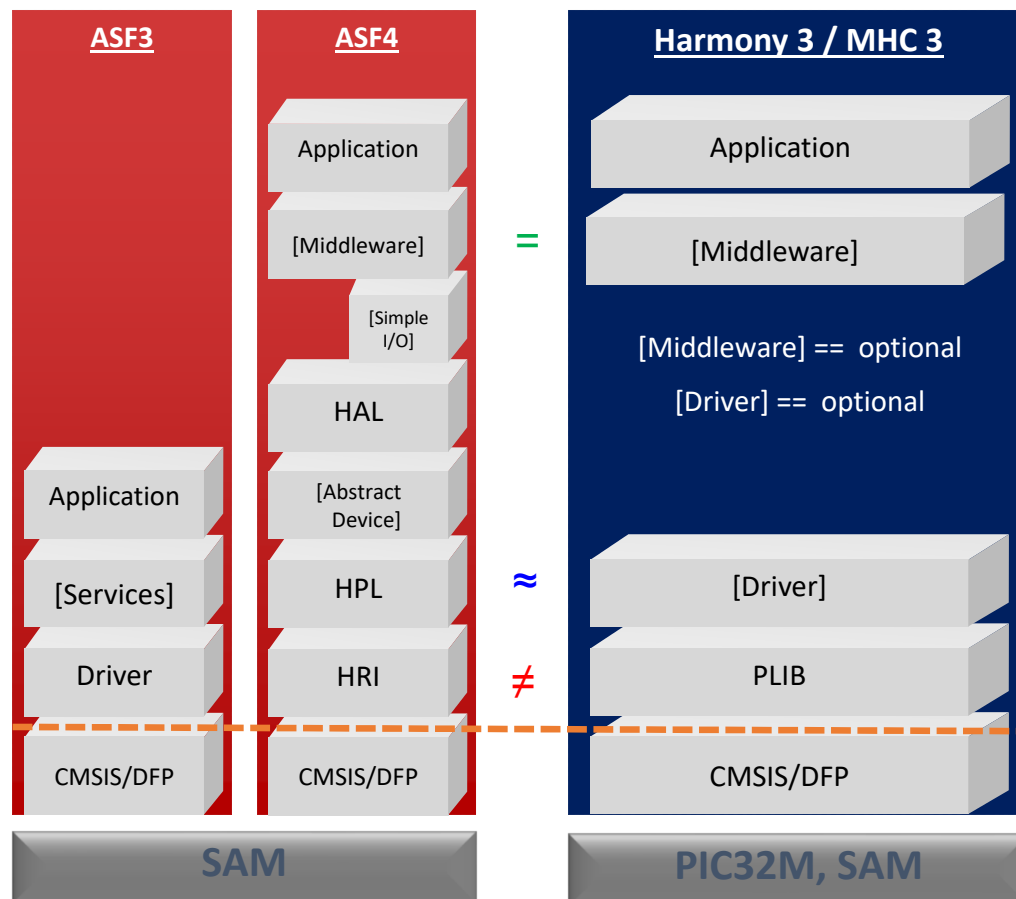 ASF3
Application
[Services]
Driver
CMSIS/DFP
ASF4
Application
[Middleware]
[Simple
I/O]
HAL
[Abstract
Device]
HPL
HRI
CMSIS/DFP
SAM
=
≈
≠
Harmony 3 / MHC 3
Application
[Middleware]
[Middleware] == optional
[Driver] == optional
[Driver]
PLIB
CMSIS/DFP
PIC32M, SAM